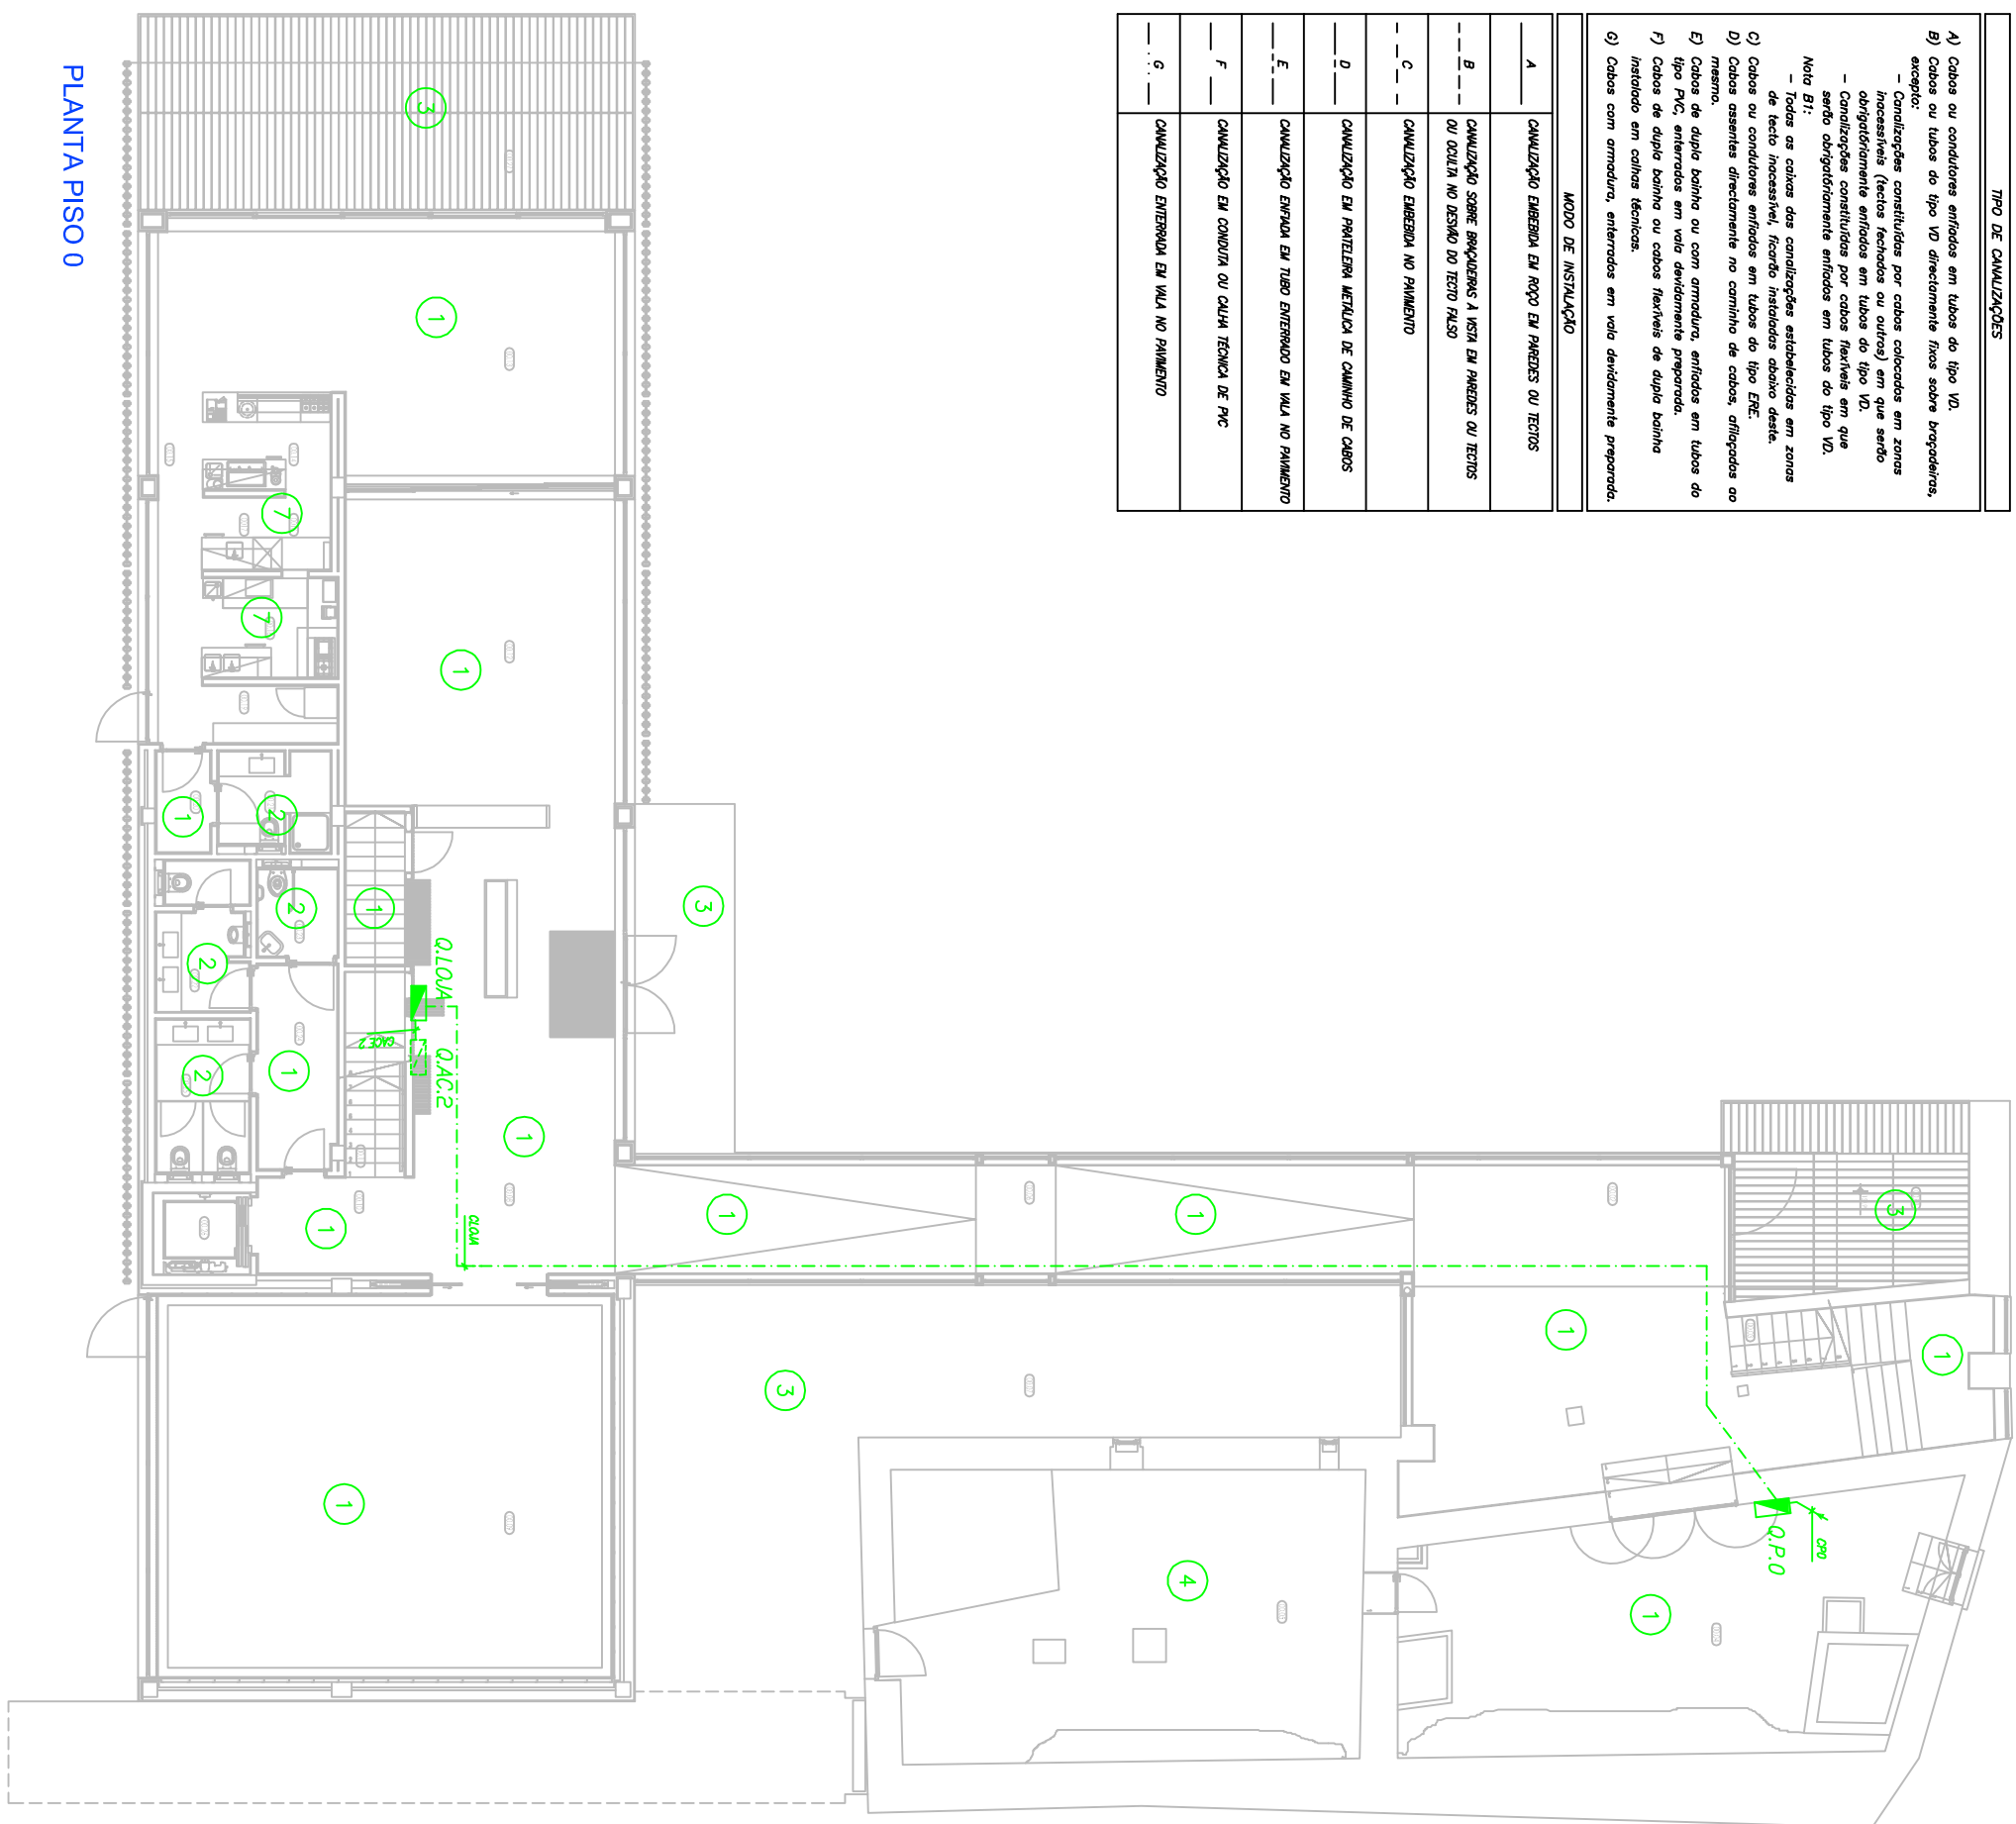 TIPO DE CANALIZAÇÕES
A) Cabos ou condutores enfiados em tubos do tipo VD.
B) Cabos ou tubos do tipo VD directamente fixos sobre braçadeiras,
excepto:
– Canalizações constituídas por cabos colocados em zonas
inacessíveis (tectos fechados ou outros) em que serão
obrigatóriamente enfiados em tubos do tipo VD.
– Canalizações constituídas por cabos flexíveis em que
serão obrigatóriamente enfiados em tubos do tipo VD.
Nota B1:
– Todas as caixas das canalizações estabelecidas em zonas
de tecto inacessível, ficarão instaladas abaixo deste.
C) Cabos ou condutores enfiados em tubos do tipo ERE.
D) Cabos assentes directamente no caminho de cabos, afilaçados ao
mesmo.
E) Cabos de dupla bainha ou com armadura, enfiados em tubos do
tipo PVC, enterrados em vala devidamente preparada.
F) Cabos de dupla bainha ou cabos flexíveis de dupla bainha
instalado em calhas técnicas.
G) Cabos com armadura, enterrados em vala devidamente preparada.
MODO DE INSTALAÇÃO
A CANALIZAÇÃO EMBEBIDA EM ROÇO EM PAREDES OU TECTOS
B CANALIZAÇÃO SOBRE BRAÇADEIRAS À VISTA EM PAREDES OU TECTOS
OU OCULTA NO DESVÃO DO TECTO FALSO
C CANALIZAÇÃO EMBEBIDA NO PAVIMENTO
D CANALIZAÇÃO EM PRATELEIRA METÁLICA DE CAMINHO DE CABOS
E CANALIZAÇÃO ENFIADA EM TUBO ENTERRADO EM VALA NO PAVIMENTO
F CANALIZAÇÃO EM CONDUTA OU CALHA TÉCNICA DE PVC
G CANALIZAÇÃO ENTERRADA EM VALA NO PAVIMENTO
3
1
3
1
1
1
1
CPO
Q.P.0
1
4
3
3
1
CLOJA
1
Q.LOJA
Q.AC.2
CACE.2
3
1
1
7
7
1
2
1
2
2
2
1
1
1
PLANTA PISO 0